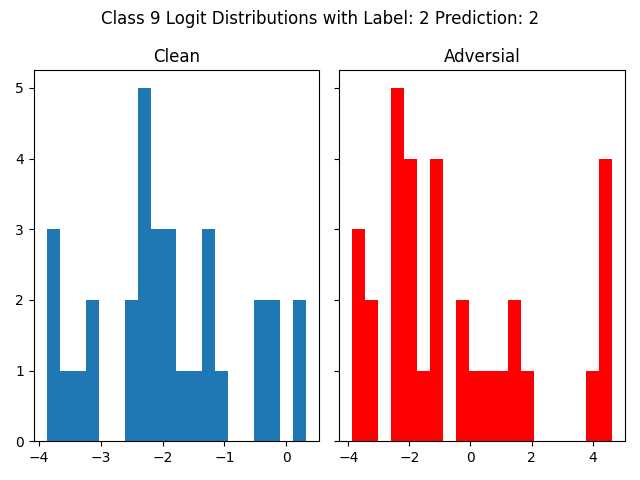 Class 9 Logit Distributions with Label: 2 Prediction: 2
Clean
Adversial
5
4
3
2
1
0
−4 −3 −2 −1 0
−4 −2 0 2 4